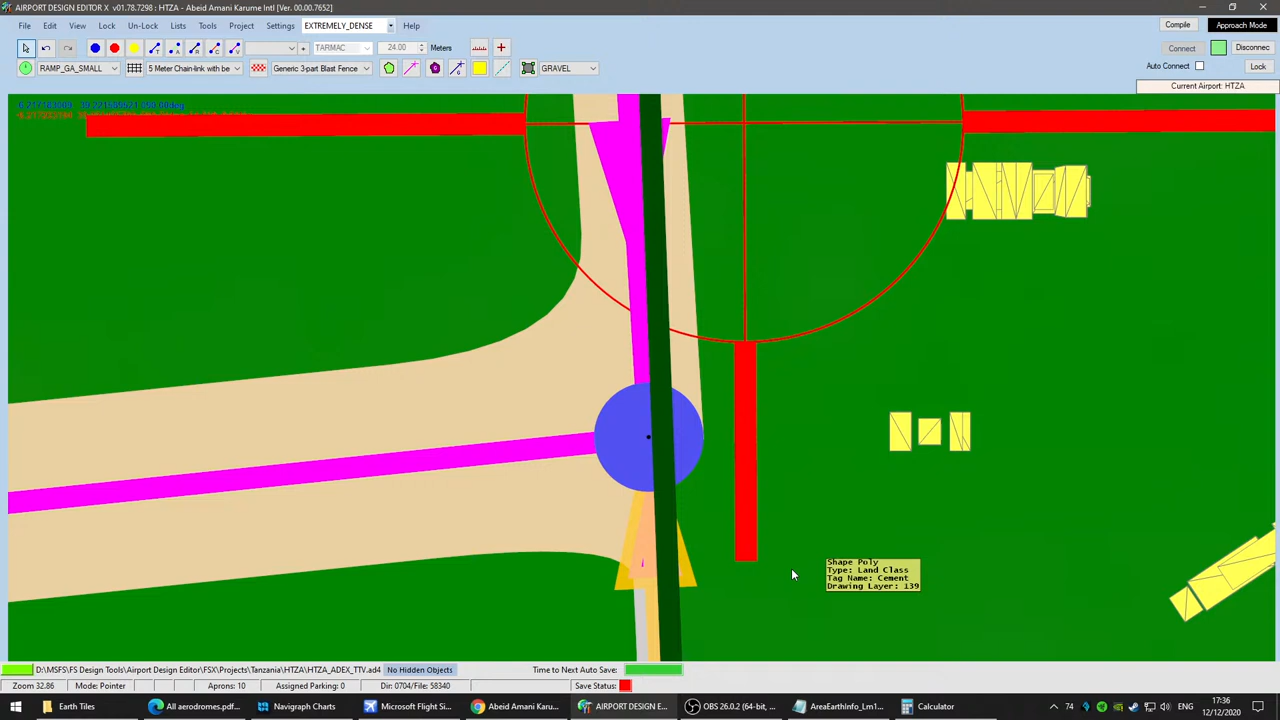 AIRPORT DESIGN EDITOR X v01.78.7298 : HTZA - Abeid Amani Karume Intl [Ver. 00.00.7652]
File Edit View Lock Un-Lock Lists Tools Project Settings EXTREMELY_DENSE Help
Compile Approach Mode
TARMAC 24.00 Meters
Connect Disconnec
RAMP_GA_SMALL 5 Meter Chain-link with be Generic 3-part Blast Fence GRAVEL
Auto Connect Lock
Current Airport: HTZA
Shape Poly
Type: Land Class
Tag Name: Cement
Drawing Layer: 139
D:\MSFS\FS Design Tools\Airport Design Editor\FSX\Projects\Tanzania\HTZA\HTZA_ADEX_TTV.ad4 No Hidden Objects Time to Next Auto Save:
Zoom 32.86 Mode: Pointer Aprons: 10 Assigned Parking: 0 Dir: 0704/File: 58340 Save Status:
Earth Tiles All aerodromes.pdf... Navigraph Charts Microsoft Flight Si... Abeid Amani Karu... AIRPORT DESIGN E... OBS 26.0.2 (64-bit, ... AreaEarthInfo_Lm1... Calculator 74 17:36
12/12/2020